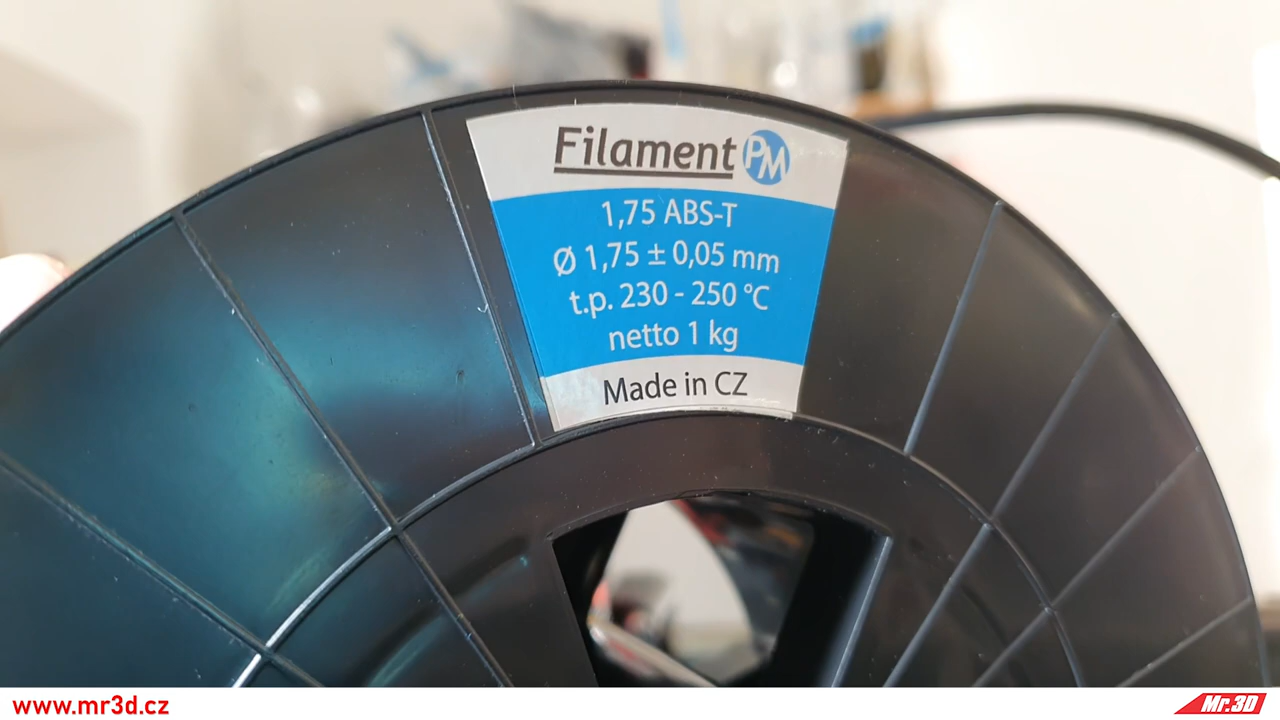 Filament PM
1,75 ABS-T
Ø 1,75 ± 0,05 mm
t.p. 230 - 250 °C
netto 1 kg
Made in CZ
www.mr3d.cz
Mr.3D